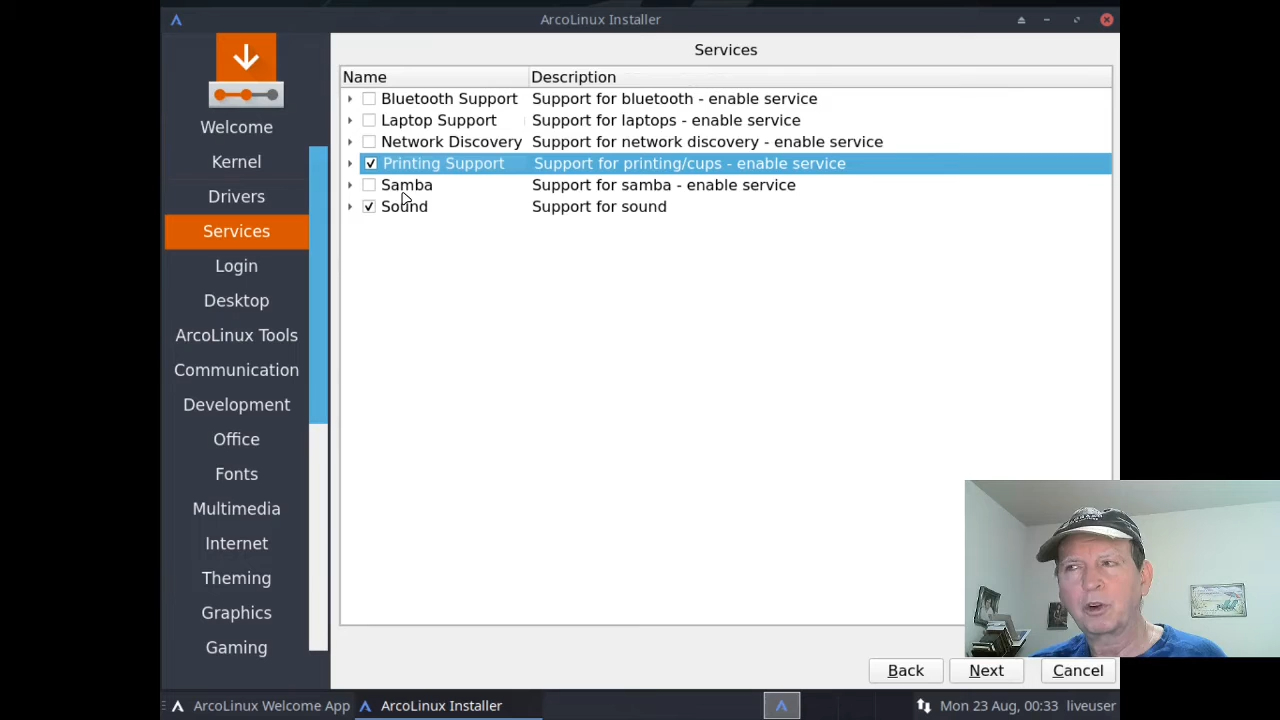 ArcoLinux Installer
Services
Name Description
Bluetooth Support Support for bluetooth - enable service
Laptop Support Support for laptops - enable service
Network Discovery Support for network discovery - enable service
Printing Support Support for printing/cups - enable service
Samba Support for samba - enable service
Sound Support for sound
Welcome
Kernel
Drivers
Services
Login
Desktop
ArcoLinux Tools
Communication
Development
Office
Fonts
Multimedia
Internet
Theming
Graphics
Gaming
Back Next Cancel
ArcoLinux Welcome App ArcoLinux Installer Mon 23 Aug, 00:33 liveuser